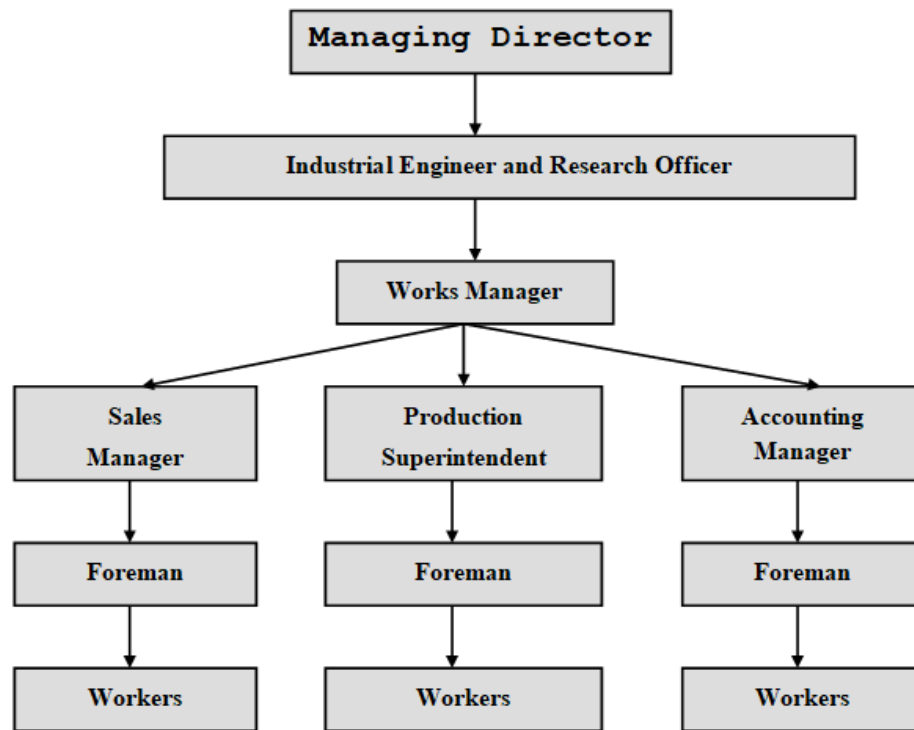 Managing Director
Industrial Engineer and Research Officer
Works Manager
Sales
Manager
Production
Superintendent
Accounting
Manager
Foreman
Foreman
Foreman
Workers
Workers
Workers